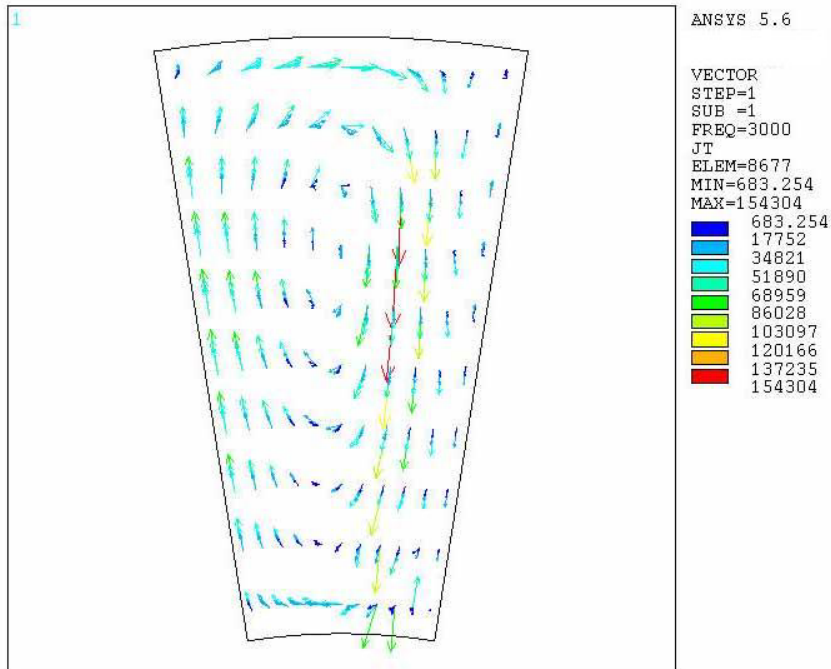 1
ANSYS 5.6
VECTOR
STEP=1
SUB =1
FREQ=3000
JT
ELEM=8677
MIN=683.254
MAX=154304
683.254
17752
34821
51890
68959
86028
103097
120166
137235
154304